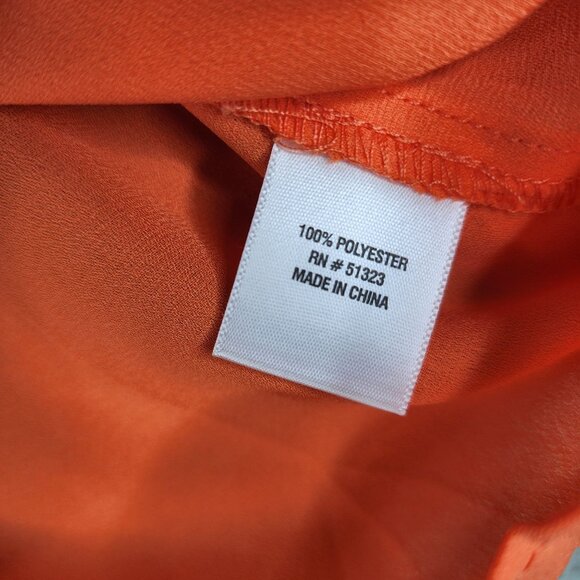 100% POLYESTER
RN # 51323
MADE IN CHINA